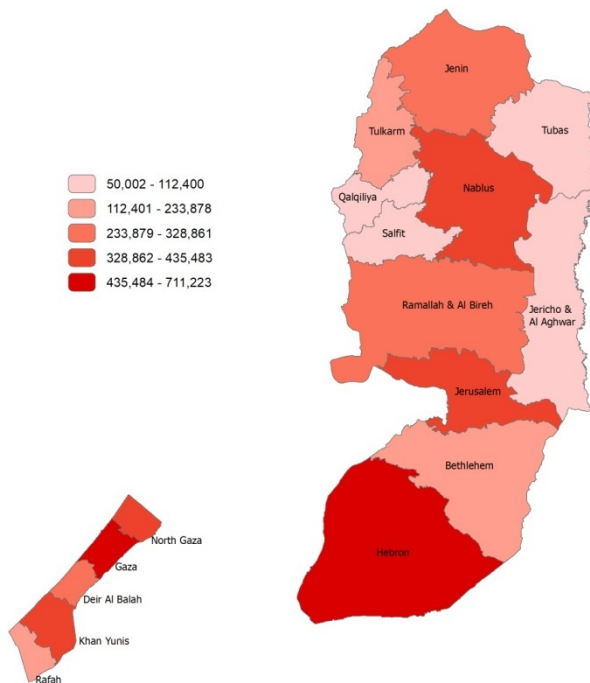 Jenin
Tulkarm
Tubas
50,002 - 112,400
112,401 - 233,878
233,879 - 328,861
328,862 - 435,483
435,484 - 711,223
Qalqiliya
Nablus
Salfit
Ramallah & Al Bireh
Jericho &
Al Aghwar
Jerusalem
Bethlehem
Hebron
North Gaza
Gaza
Deir Al Balah
Khan Yunis
Rafah